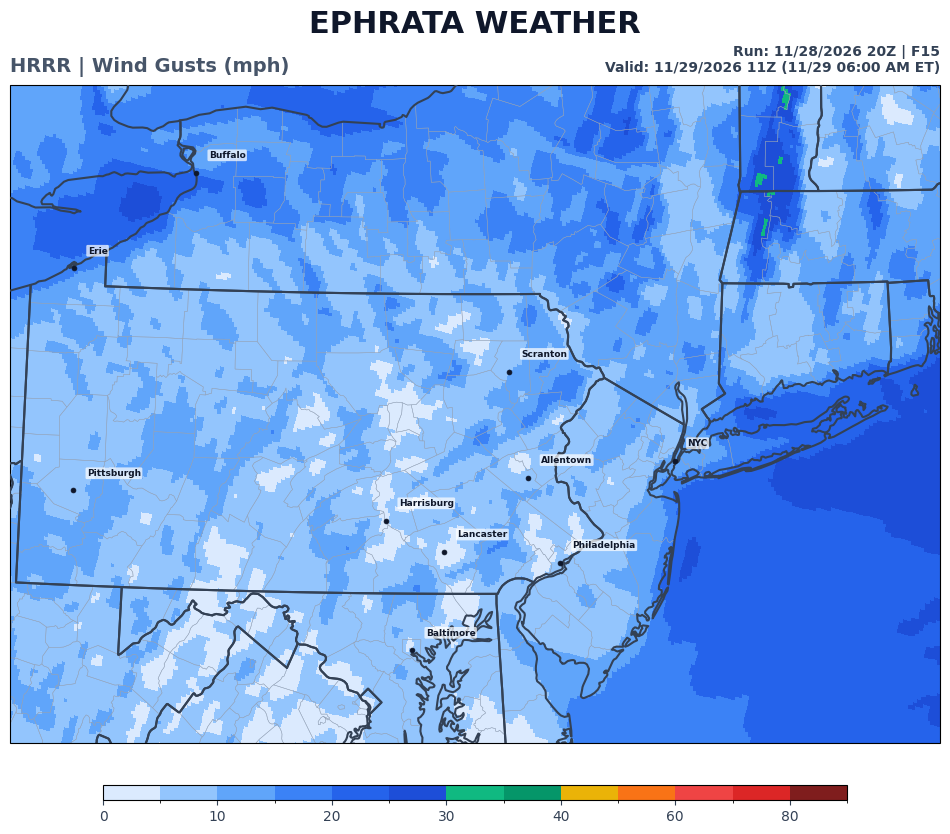 EPHRATA WEATHER
HRRR | Wind Gusts (mph)
Run: 11/28/2026 20Z | F15
Valid: 11/29/2026 11Z (11/29 06:00 AM ET)
Buffalo
Erie
Scranton
NYC
Allentown
Pittsburgh
Harrisburg
Lancaster
Philadelphia
Baltimore
0 10 20 30 40 60 80